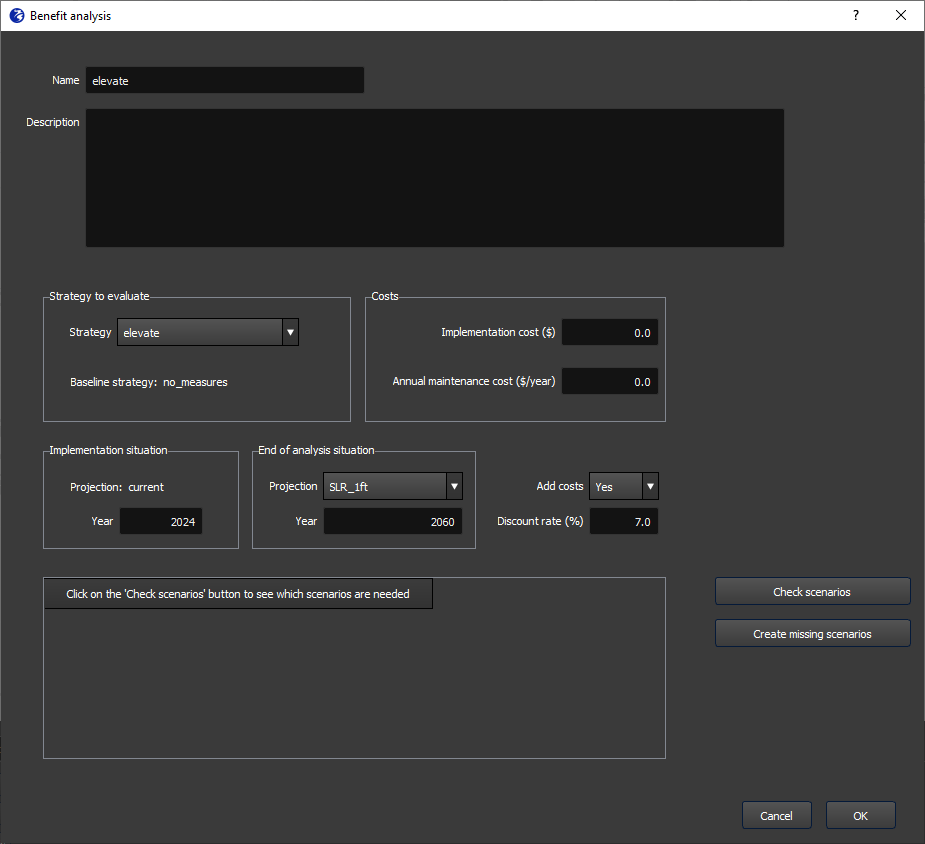 Benefit analysis
?
Name elevate
Description
Strategy to evaluate
Strategy elevate
Baseline strategy: no_measures
Costs
Implementation cost ($) 0.0
Annual maintenance cost ($/year) 0.0
Implementation situation
Projection: current
Year 2024
End of analysis situation
Projection SLR_1ft
Year 2060
Add costs Yes
Discount rate (%) 7.0
Click on the 'Check scenarios' button to see which scenarios are needed
Check scenarios
Create missing scenarios
Cancel
OK